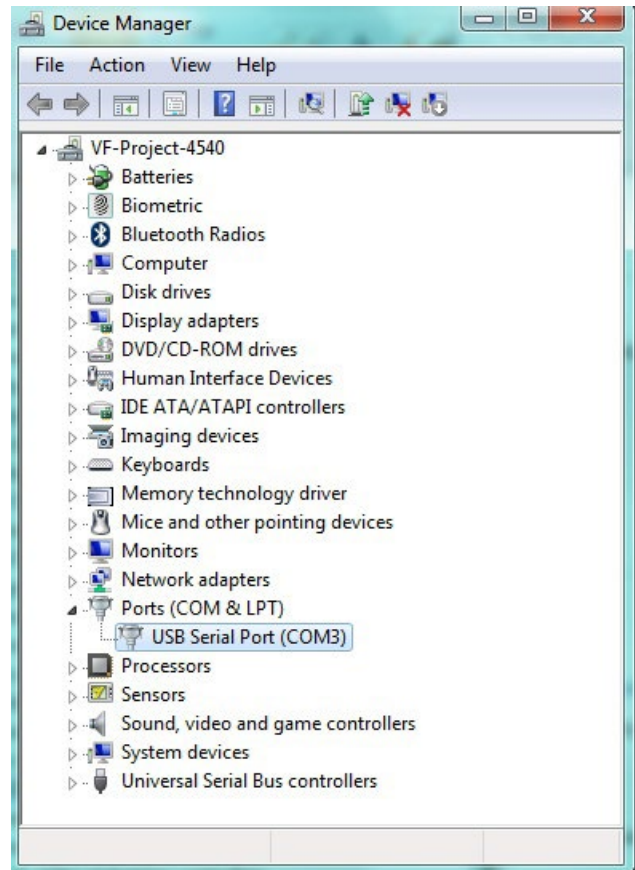 Device Manager
File Action View Help
VF-Project-4540
Batteries
Biometric
Bluetooth Radios
Computer
Disk drives
Display adapters
DVD/CD-ROM drives
Human Interface Devices
IDE ATA/ATAPI controllers
Imaging devices
Keyboards
Memory technology driver
Mice and other pointing devices
Monitors
Network adapters
Ports (COM & LPT)
USB Serial Port (COM3)
Processors
Sensors
Sound, video and game controllers
System devices
Universal Serial Bus controllers